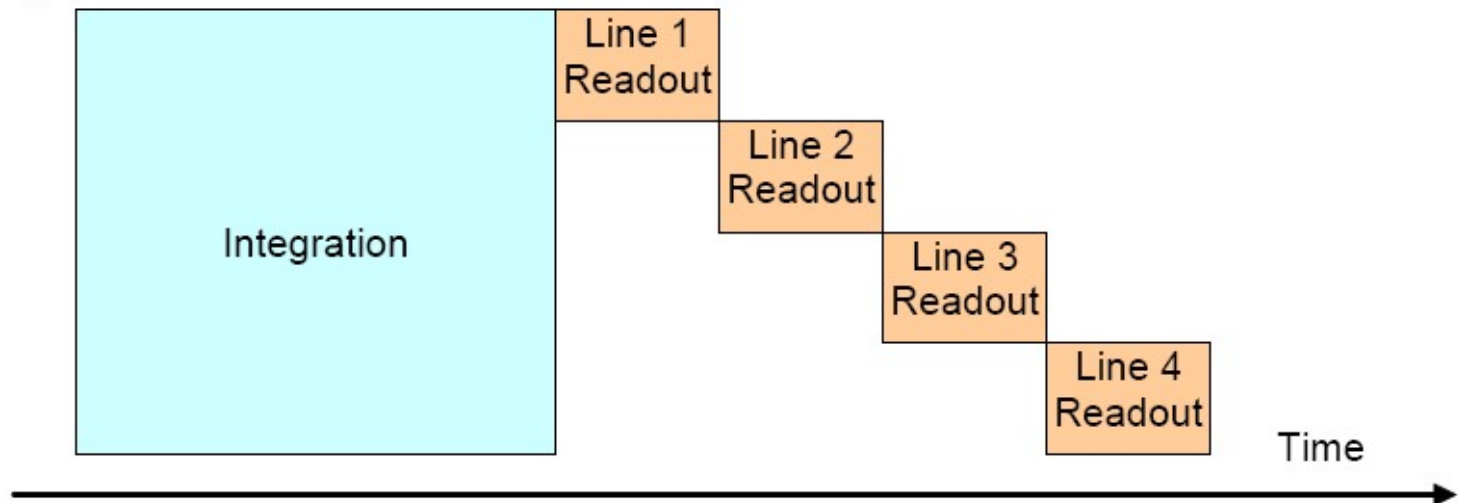 Line 1
Readout
Line 2
Readout
Integration
Line 3
Readout
Line 4
Readout
Time